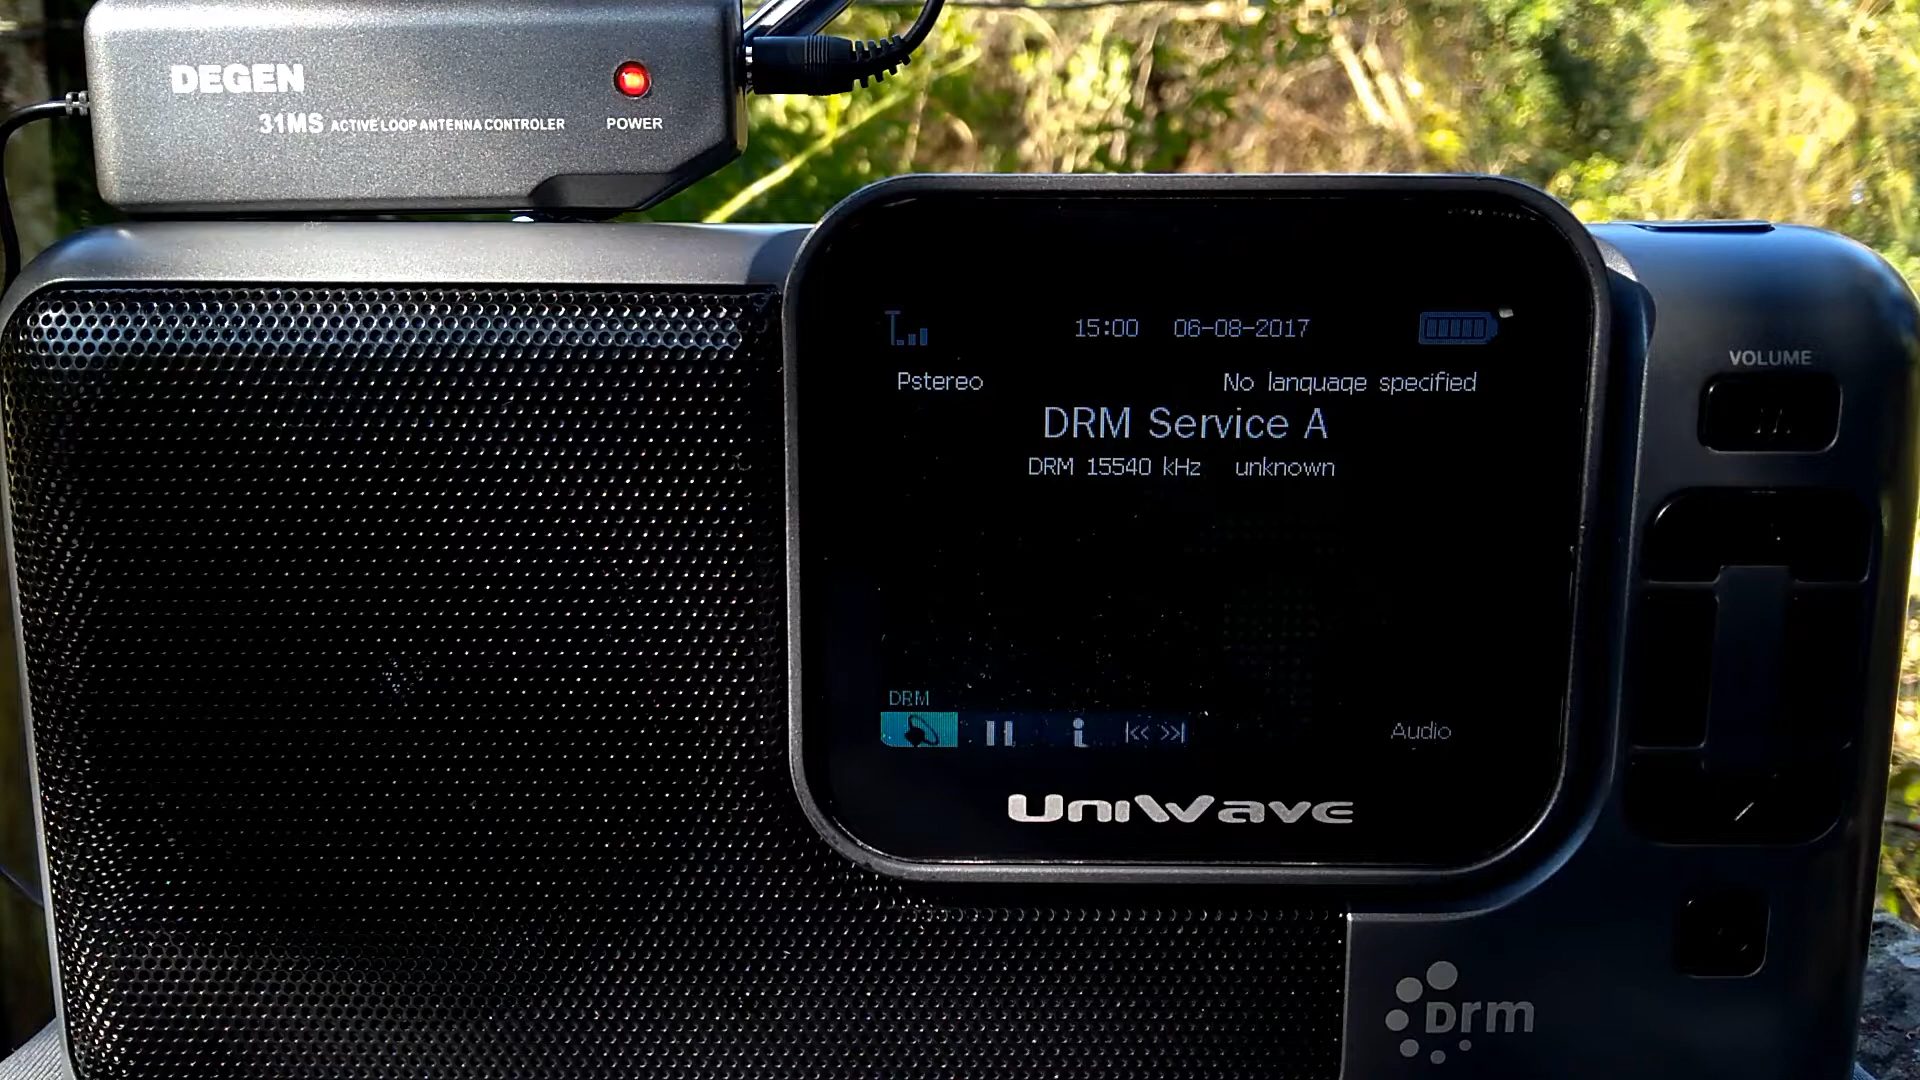 DEGEN
31MS ACTIVE LOOP ANTENNA CONTROLER
POWER
15:00 06-08-2017
VOLUME
Pstereo No language specified
DRM Service A
DRM 15540 kHz unknown
DRM
Audio
UniWave
Drm